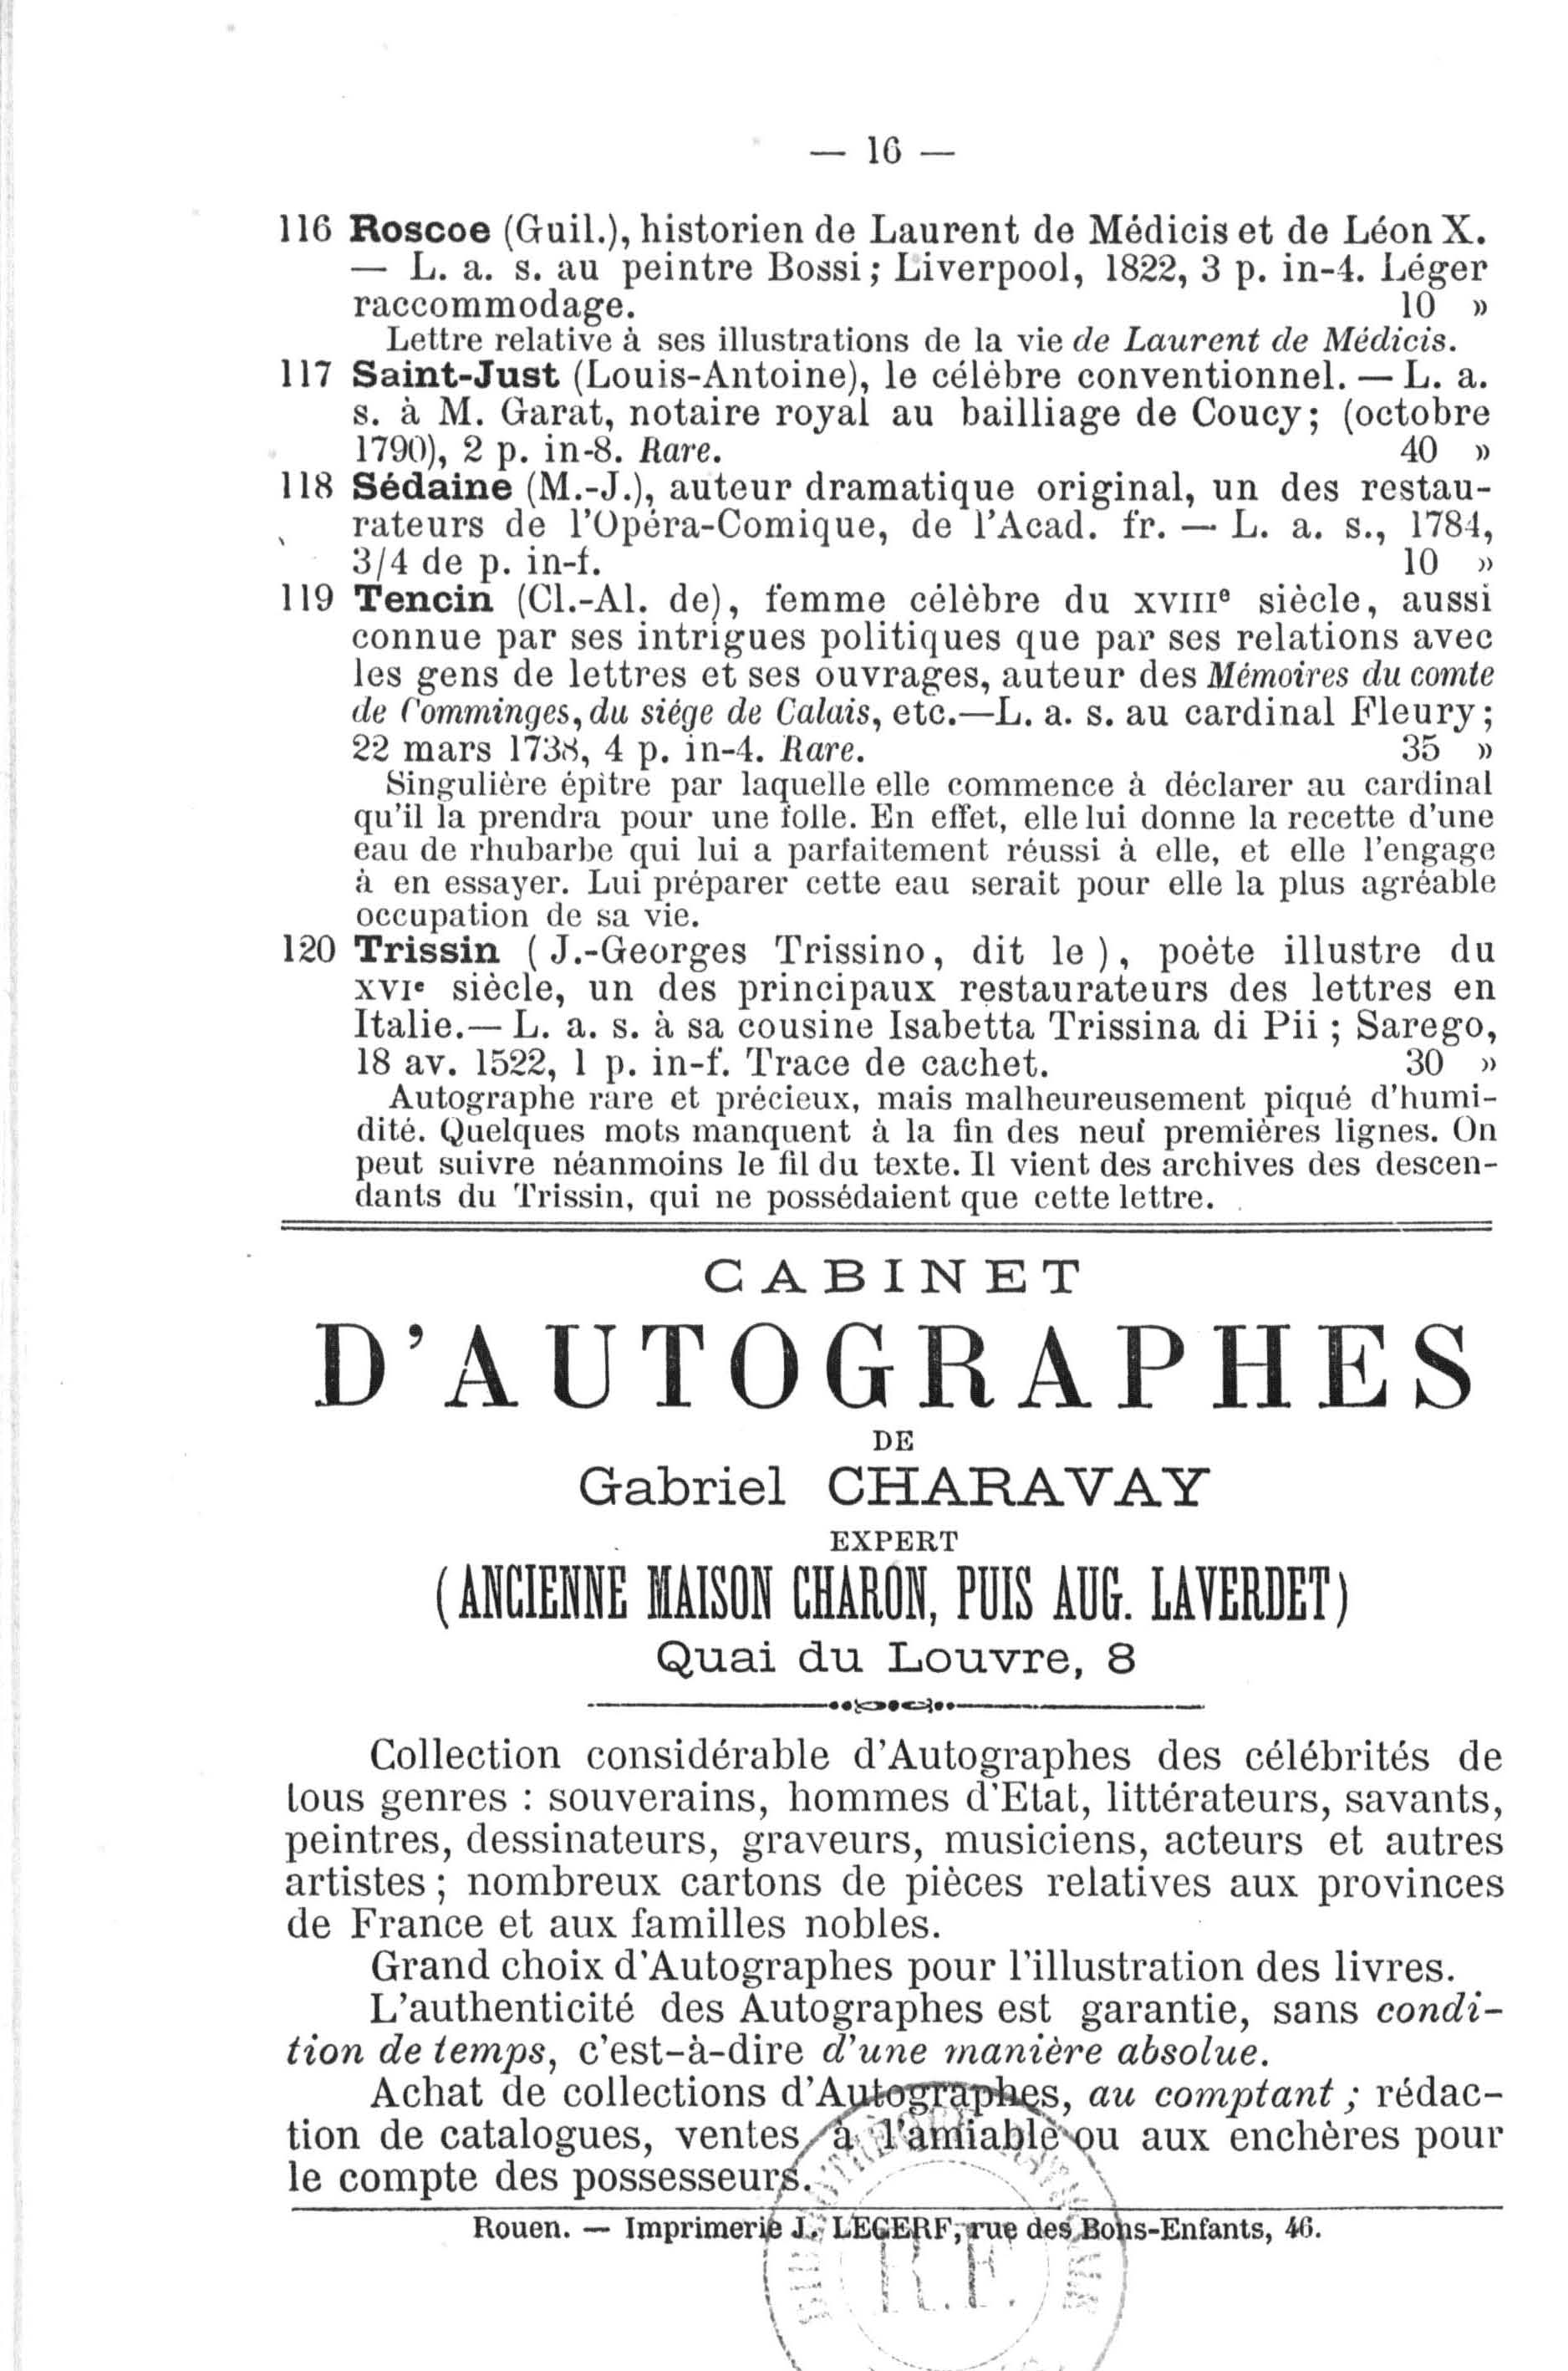 — 16 —
116 Roscoe (Guil.), historien de Laurent de Médicis et de Léon X.
— L. a. s. au peintre Bossi ; Liverpool, 1822, 3 p. in-4. Léger
raccommodage. 10 »
Lettre relative à ses illustrations de la vie de Laurent de Médicis.
117 Saint-Just (Louis-Antoine), le célèbre conventionnel. — L. a.
s. à M. Garat, notaire royal au bailliage de Coucy ; (octobre
1790), 2 p. in-8. Rare. 40 »
118 Sédaine (M.-J.), auteur dramatique original, un des restau-
rateurs de l'Opéra-Comique, de l'Acad. fr. — L. a. s., 1784,
3/4 de p. in-f. 10 »
119 Tencin (Cl.-Al. de), femme célèbre du XVIIIe siècle, aussi
connue par ses intrigues politiques que par ses relations avec
les gens de lettres et ses ouvrages, auteur des Mémoires du comte
de Comminges, du siége de Calais, etc.—L. a. s. au cardinal Fleury ;
22 mars 1738, 4 p. in-4. Rare. 35 »
Singulière épitre par laquelle elle commence à déclarer au cardinal
qu'il la prendra pour une folle. En effet, elle lui donne la recette d'une
eau de rhubarbe qui lui a parfaitement réussi à elle, et elle l'engage
à en essayer. Lui préparer cette eau serait pour elle la plus agréable
occupation de sa vie.
120 Trissin ( J.-Georges Trissino, dit le ), poète illustre du
XVIe siècle, un des principaux restaurateurs des lettres en
Italie.— L. a. s. à sa cousine Isabetta Trissina di Pii ; Sarego,
18 av. 1522, 1 p. in-f. Trace de cachet. 30 »
Autographe rare et précieux, mais malheureusement piqué d'humi-
dité. Quelques mots manquent à la fin des neuf premières lignes. On
peut suivre néanmoins le fil du texte. Il vient des archives des descen-
dants du Trissin, qui ne possédaient que cette lettre.
CABINET
D'AUTOGRAPHES
DE
Gabriel CHARAVAY
EXPERT
(ANCIENNE MAISON CHARON, PUIS AUG. LAVERDET)
Quai du Louvre, 8
Collection considérable d'Autographes des célébrités de
tous genres : souverains, hommes d'Etat, littérateurs, savants,
peintres, dessinateurs, graveurs, musiciens, acteurs et autres
artistes ; nombreux cartons de pièces relatives aux provinces
de France et aux familles nobles.
Grand choix d'Autographes pour l'illustration des livres.
L'authenticité des Autographes est garantie, sans condi-
tion de temps, c'est-à-dire d'une manière absolue.
Achat de collections d'Autographes, au comptant ; rédac-
tion de catalogues, ventes à l'amiable ou aux enchères pour
le compte des possesseurs.
Rouen. — Imprimerie J. LECERF, rue des Bons-Enfants, 46.
R.F.